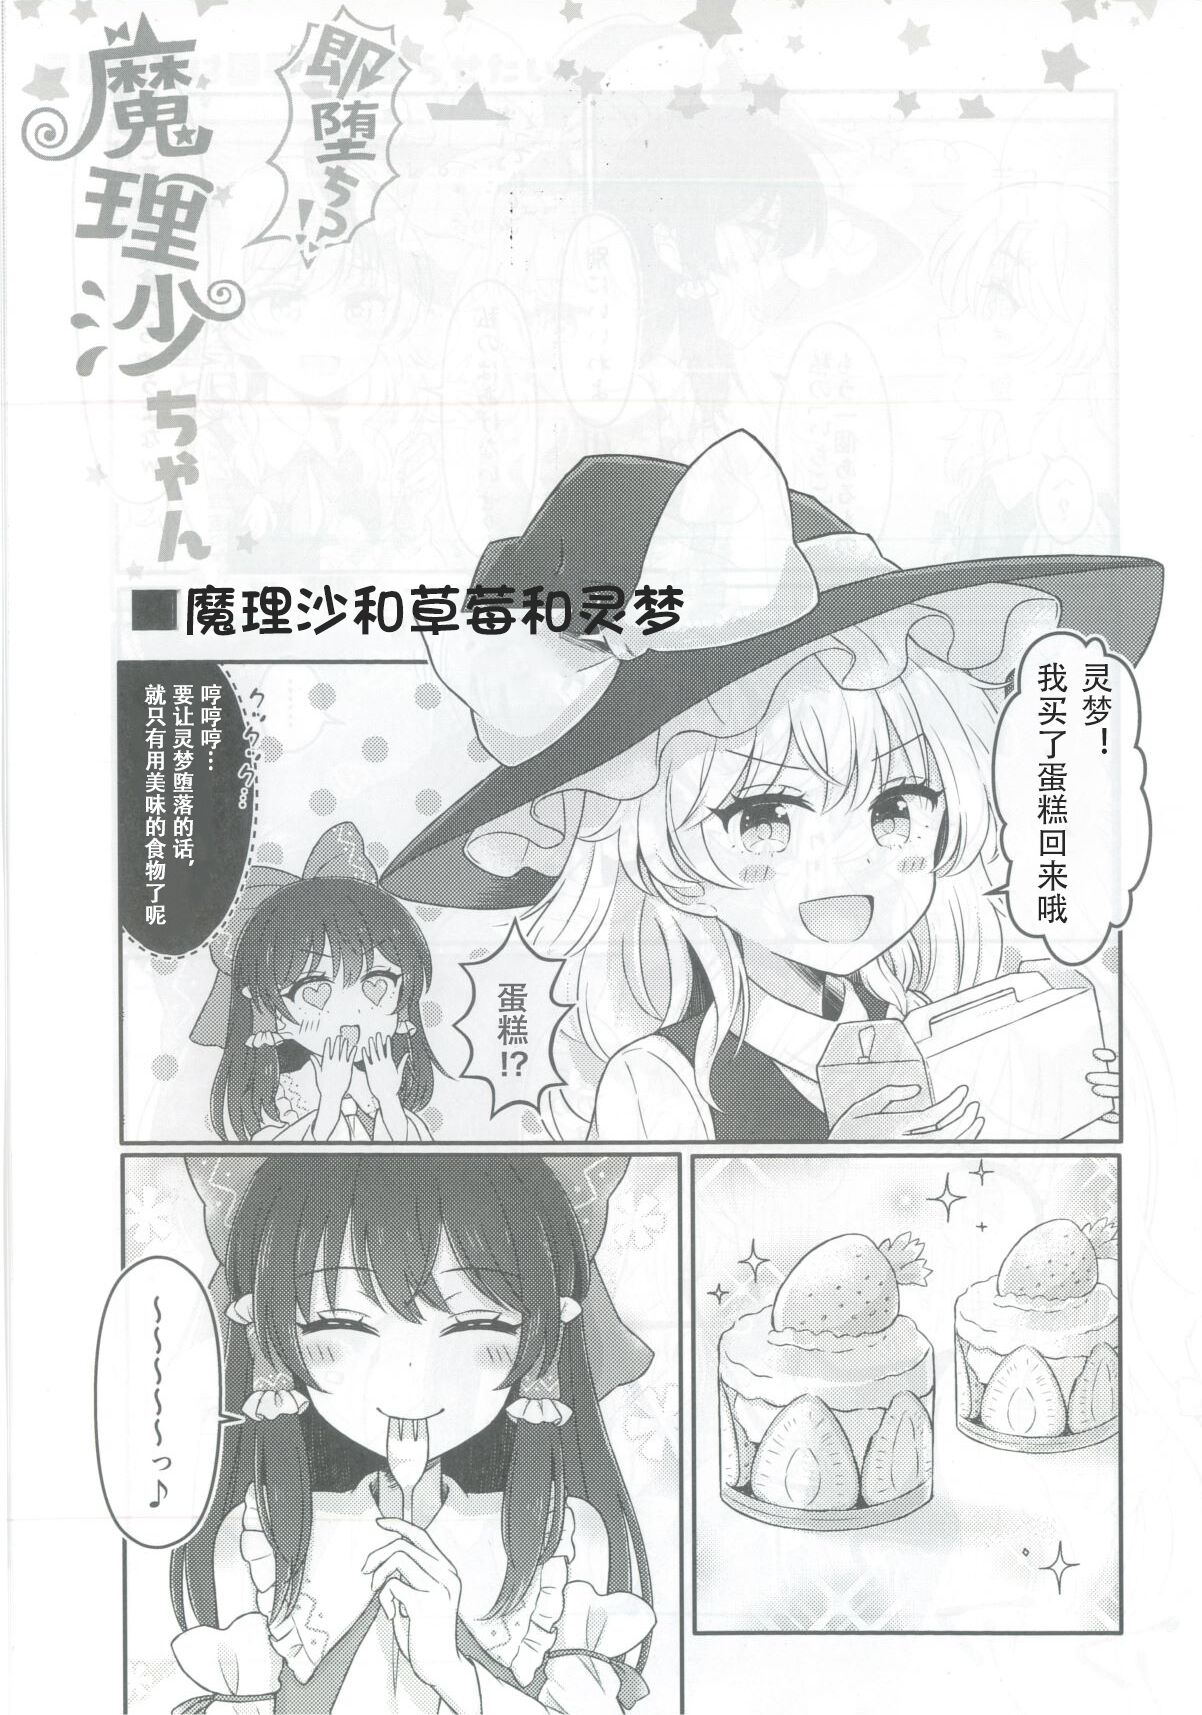 即堕ちっ!
魔理沙ちゃん
■魔理沙和草莓和灵梦
灵梦！
我买了蛋糕回来哦
蛋糕!?
クックックッ…
哼哼哼…
要让灵梦堕落的话,
就只有用美味的食物了呢
～～～～～っ♪